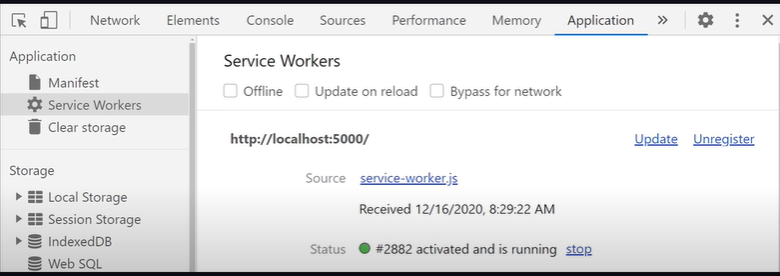 Network Elements Console Sources Performance Memory Application »
Application
Manifest
Service Workers
Clear storage
Storage
Local Storage
Session Storage
IndexedDB
Web SQL
Service Workers
Offline Update on reload Bypass for network
http://localhost:5000/ Update Unregister
Source service-worker.js
Received 12/16/2020, 8:29:22 AM
Status #2882 activated and is running stop